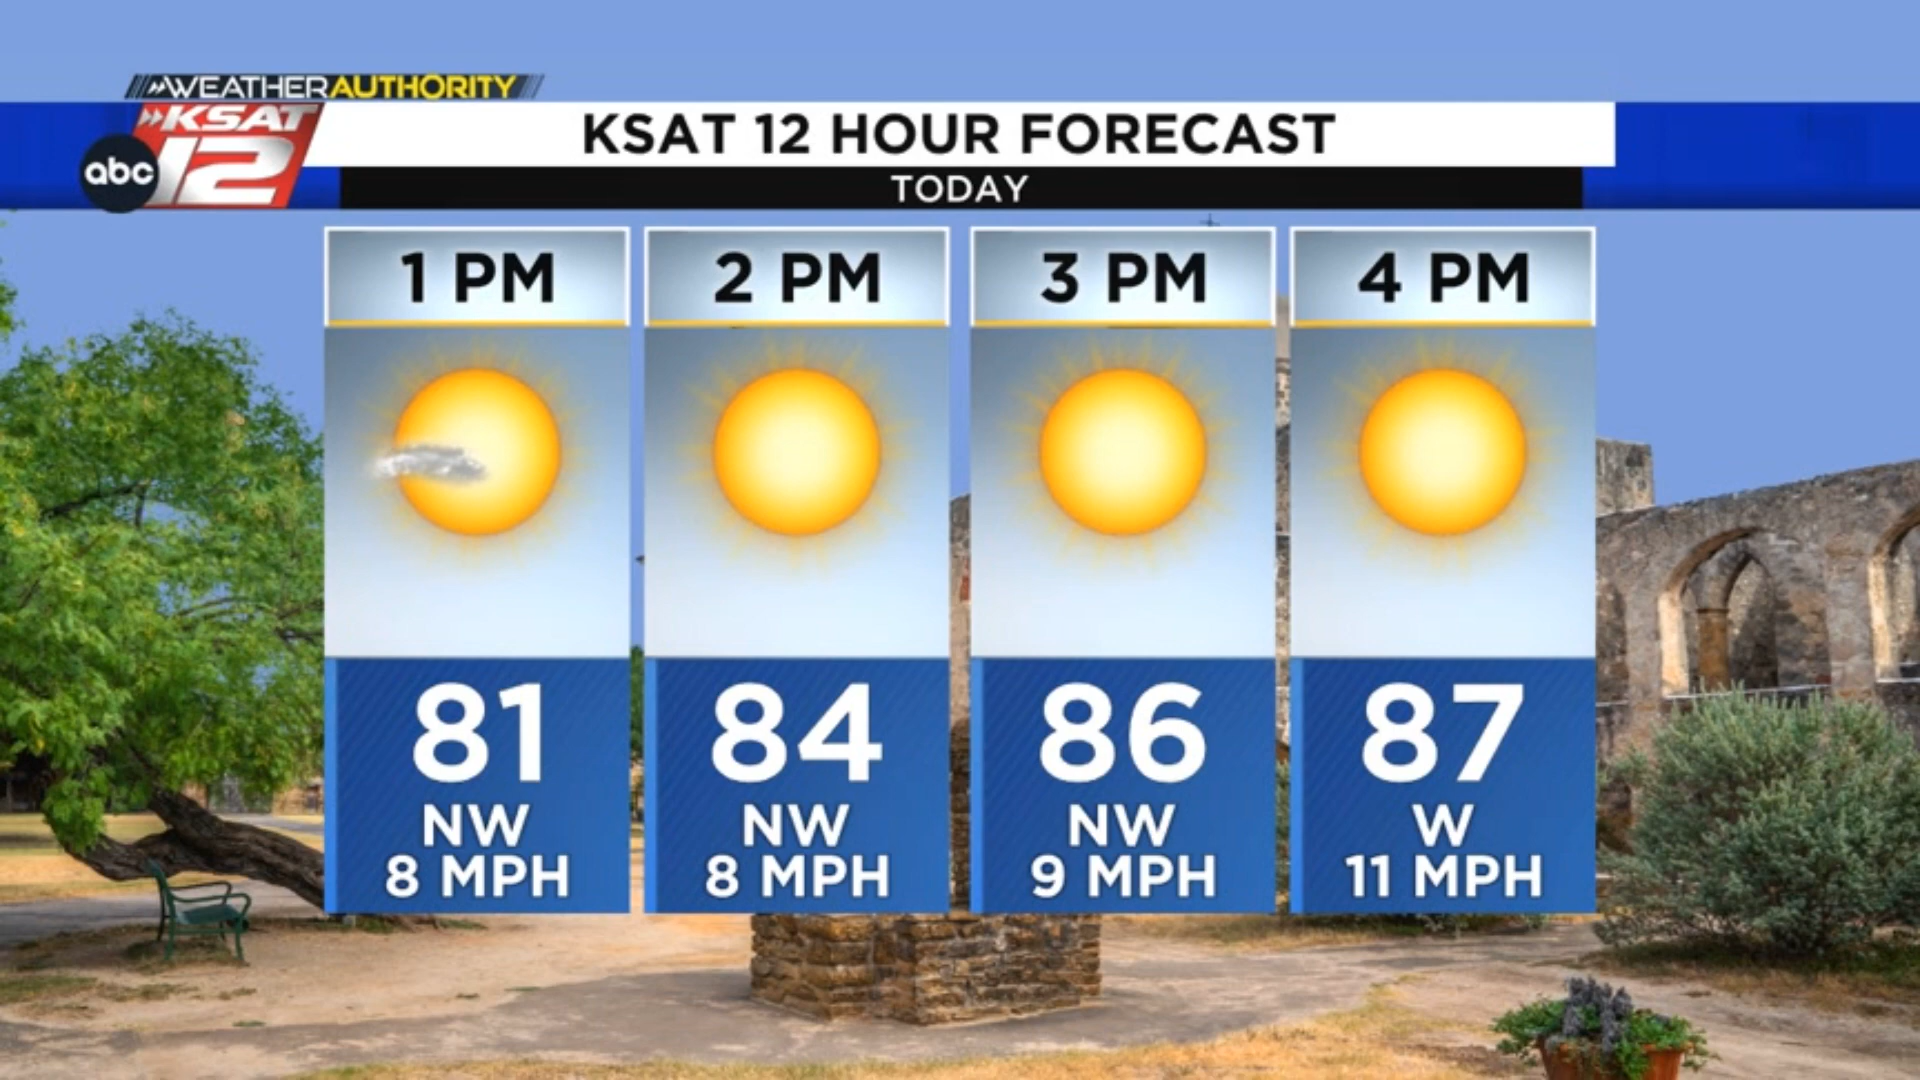 WEATHERAUTHORITY
KSAT
abc 12
KSAT 12 HOUR FORECAST
TODAY
1 PM 2 PM 3 PM 4 PM
81 84 86 87
NW NW NW W
8 MPH 8 MPH 9 MPH 11 MPH